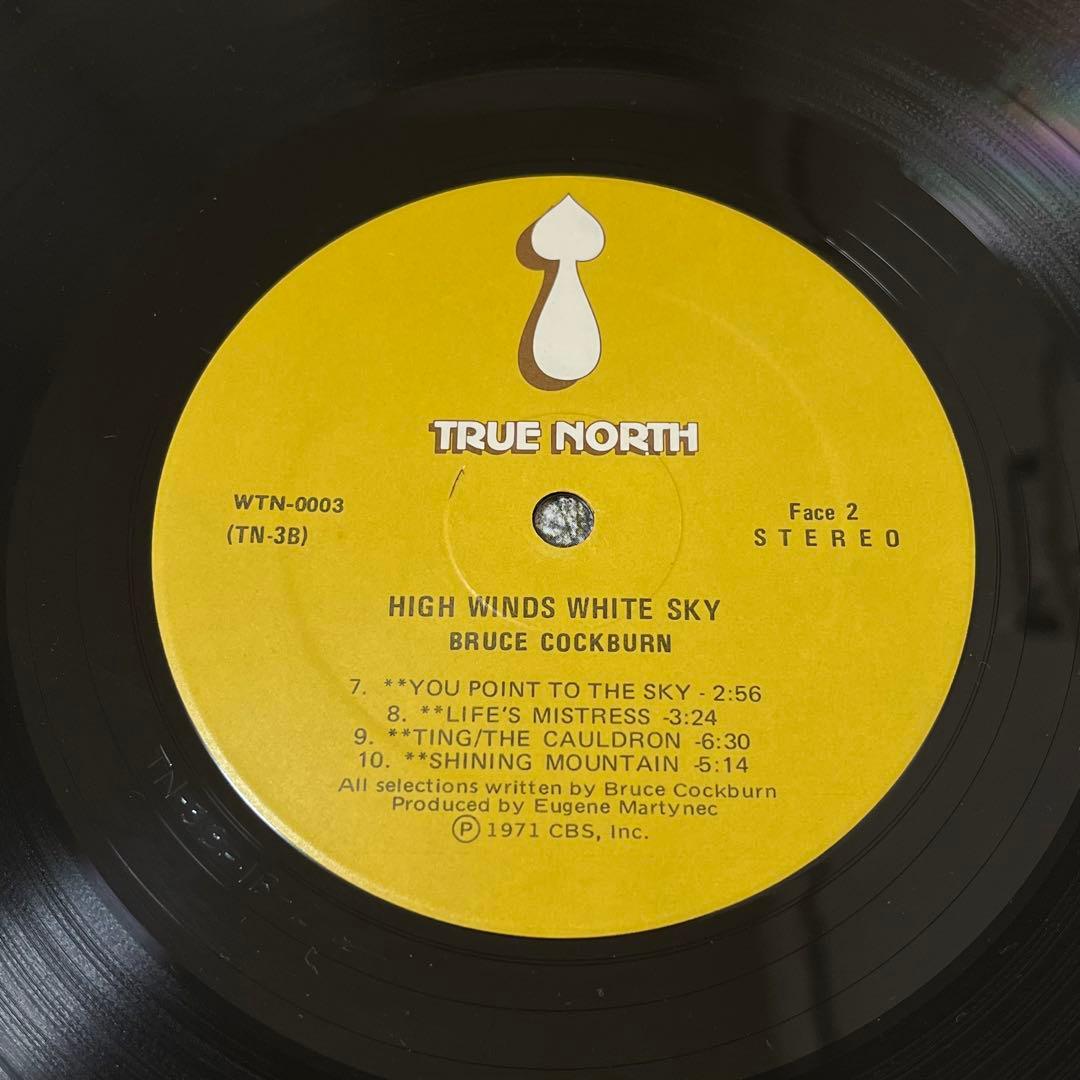 TRUE NORTH
WTN-0003
(TN-3B)
Face 2
STEREO
HIGH WINDS WHITE SKY
BRUCE COCKBURN
7. **YOU POINT TO THE SKY - 2:56
8. **LIFE'S MISTRESS -3:24
9. **TING/THE CAULDRON -6:30
10. **SHINING MOUNTAIN -5:14
All selections written by Bruce Cockburn
Produced by Eugene Martynec
Ⓟ 1971 CBS, Inc.